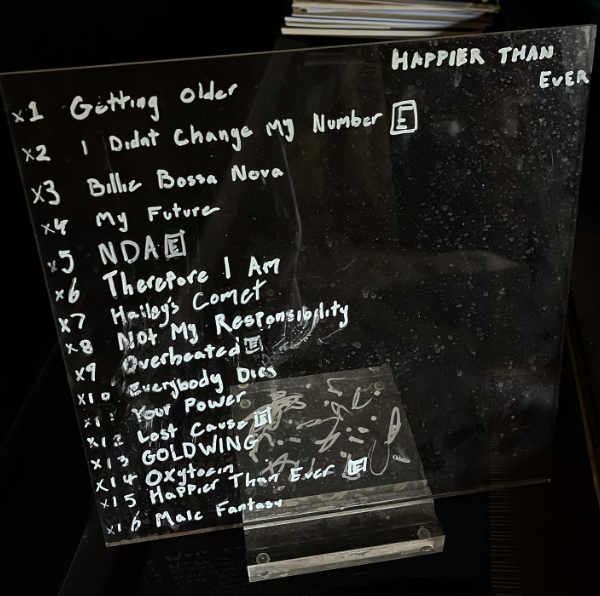 HAPPIER THAN
EVER
x1 Getting Older
x2 I Didnt Change My Number E
x3 Billie Bossa Nova
x4 My Future
x5 NDA E
x6 Therefore I Am
x7 Hailey's Comet
x8 Not My Responsibility
x9 Overheated E
x10 Everybody Dies
x11 Your Power
x12 Lost Cause E
x13 GOLDWING
x14 Oxytocin
x15 Happier Than Ever E
x16 Male Fantasy